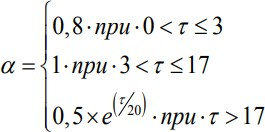 α = { 0,8·при·0 < τ ≤ 3
1·при·3 < τ ≤ 17
0,5×e^(τ/20)·при·τ > 17